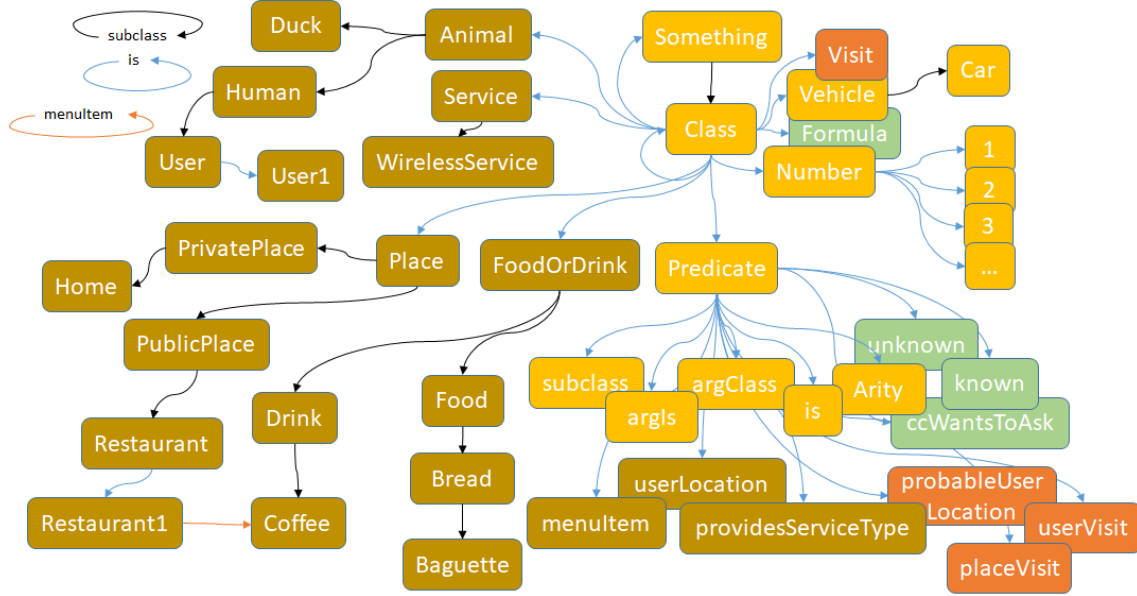 subclass
is
menuItem
Duck
Animal
Something
Visit
Car
Human
Service
Vehicle
Class
Formula
User
User1
WirelessService
Number
1
2
3
...
PrivatePlace
Place
FoodOrDrink
Predicate
Home
PublicPlace
unknown
subclass
argClass
Arity
known
Food
argIs
is
ccWantsToAsk
Drink
Restaurant
Bread
userLocation
probableUser
Location
Restaurant1
Coffee
menuItem
providesServiceType
userVisit
Baguette
placeVisit